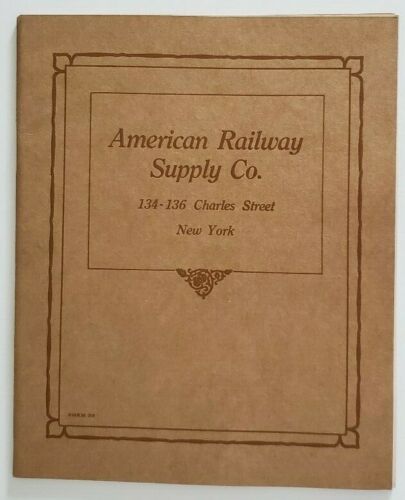 American Railway
Supply Co.
134-136 Charles Street
New York